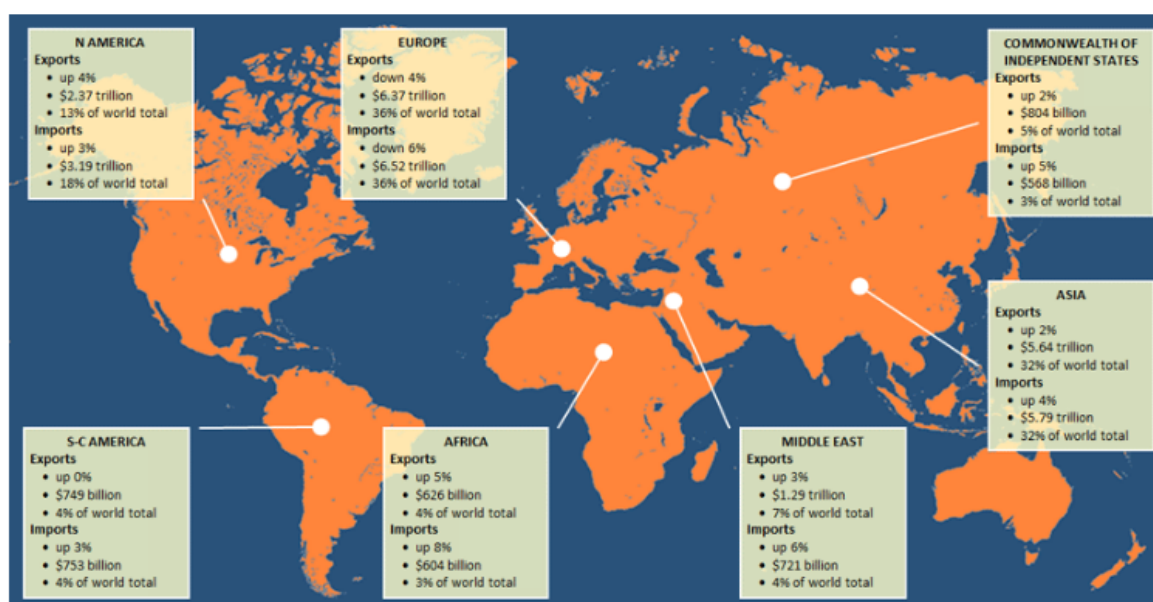 N AMERICA
Exports
• up 4%
• $2.37 trillion
• 13% of world total
Imports
• up 3%
• $3.19 trillion
• 18% of world total
EUROPE
Exports
• down 4%
• $6.37 trillion
• 36% of world total
Imports
• down 6%
• $6.52 trillion
• 36% of world total
COMMONWEALTH OF
INDEPENDENT STATES
Exports
• up 2%
• $804 billion
• 5% of world total
Imports
• up 5%
• $568 billion
• 3% of world total
ASIA
Exports
• up 2%
• $5.64 trillion
• 32% of world total
Imports
• up 4%
• $5.79 trillion
• 32% of world total
S-C AMERICA
Exports
• up 0%
• $749 billion
• 4% of world total
Imports
• up 3%
• $753 billion
• 4% of world total
AFRICA
Exports
• up 5%
• $626 billion
• 4% of world total
Imports
• up 8%
• $604 billion
• 3% of world total
MIDDLE EAST
Exports
• up 3%
• $1.29 trillion
• 7% of world total
Imports
• up 6%
• $721 billion
• 4% of world total